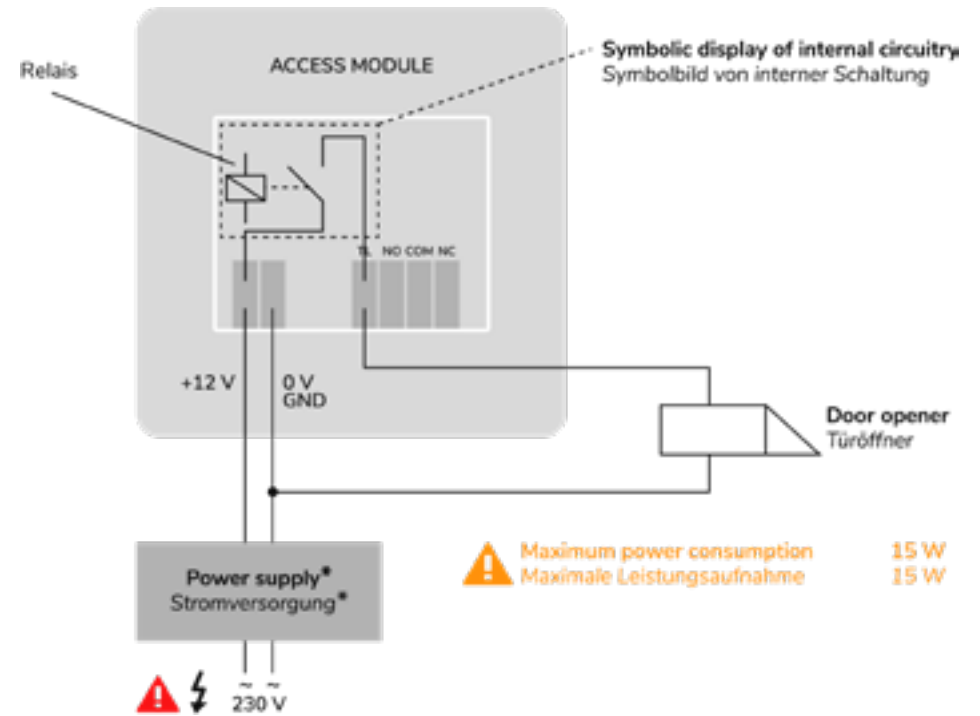 Relais
ACCESS MODULE
Symbolic display of internal circuitry
Symbolbild von interner Schaltung
TL NO COM NC
+12 V
0 V
GND
Door opener
Türöffner
Maximum power consumption 15 W
Maximale Leistungsaufnahme 15 W
Power supply*
Stromversorgung*
~ ~
230 V